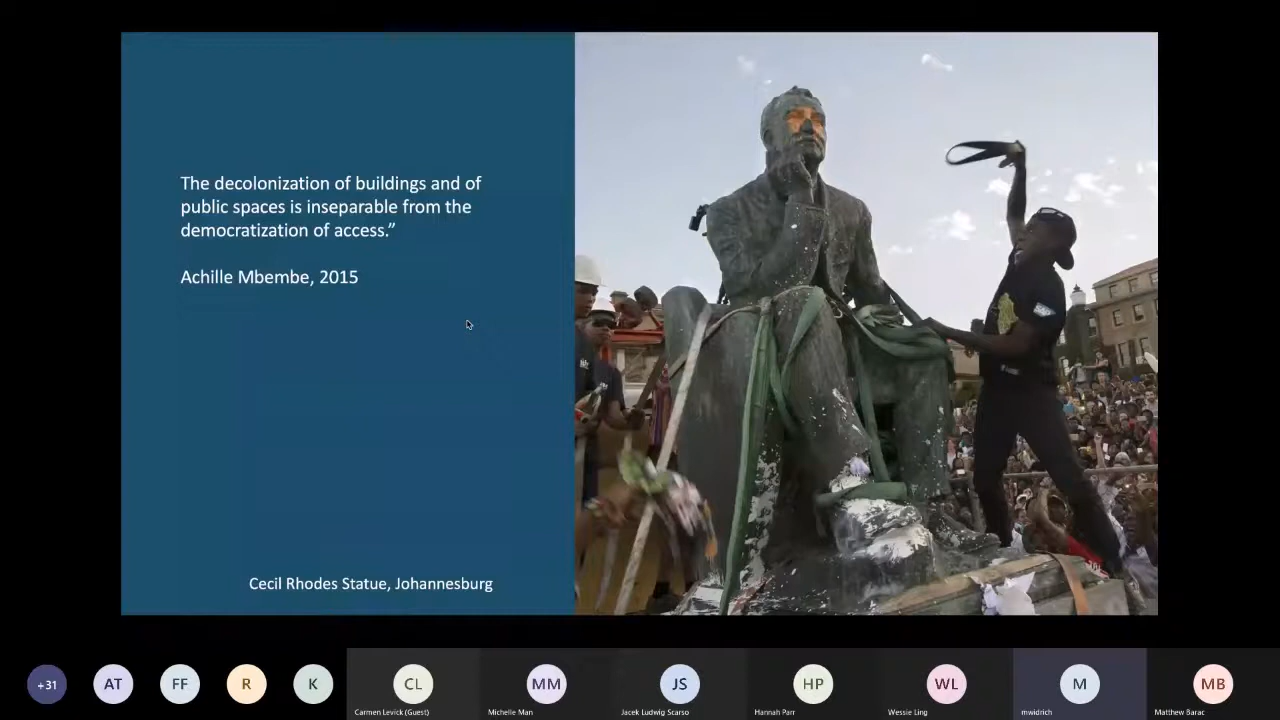 The decolonization of buildings and of
public spaces is inseparable from the
democratization of access.”
Achille Mbembe, 2015
Cecil Rhodes Statue, Johannesburg
+31
AT
FF
R
K
CL
MM
JS
HP
WL
M
MB
Carmen Levick (Guest)
Michelle Man
Jacek Ludwig Scarso
Hannah Parr
Wessie Ling
mwidrich
Matthew Barac